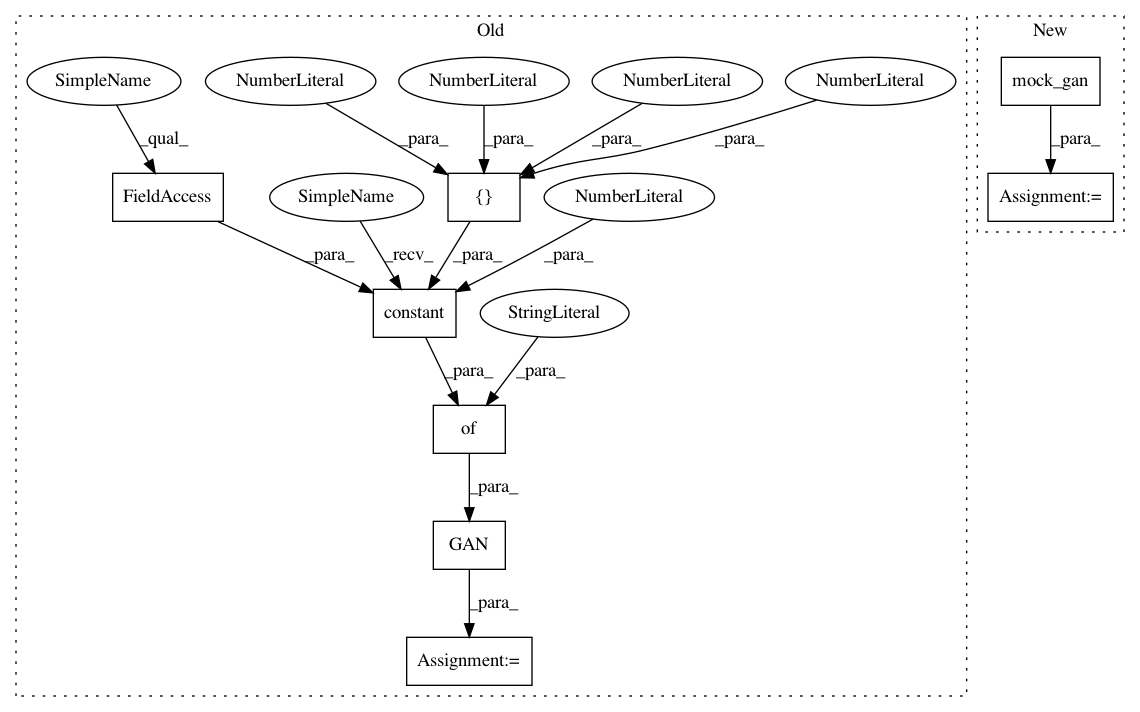 Old
New
SimpleName
NumberLiteral
NumberLiteral
NumberLiteral
NumberLiteral
mock_gan
_qual_
_para_
_para_
_para_
_para_
_para_
FieldAccess
SimpleName
{}
NumberLiteral
Assignment:=
_para_
_recv_
_para_
_para_
constant
StringLiteral
_para_
_para_
of
_para_
GAN
_para_
Assignment:=